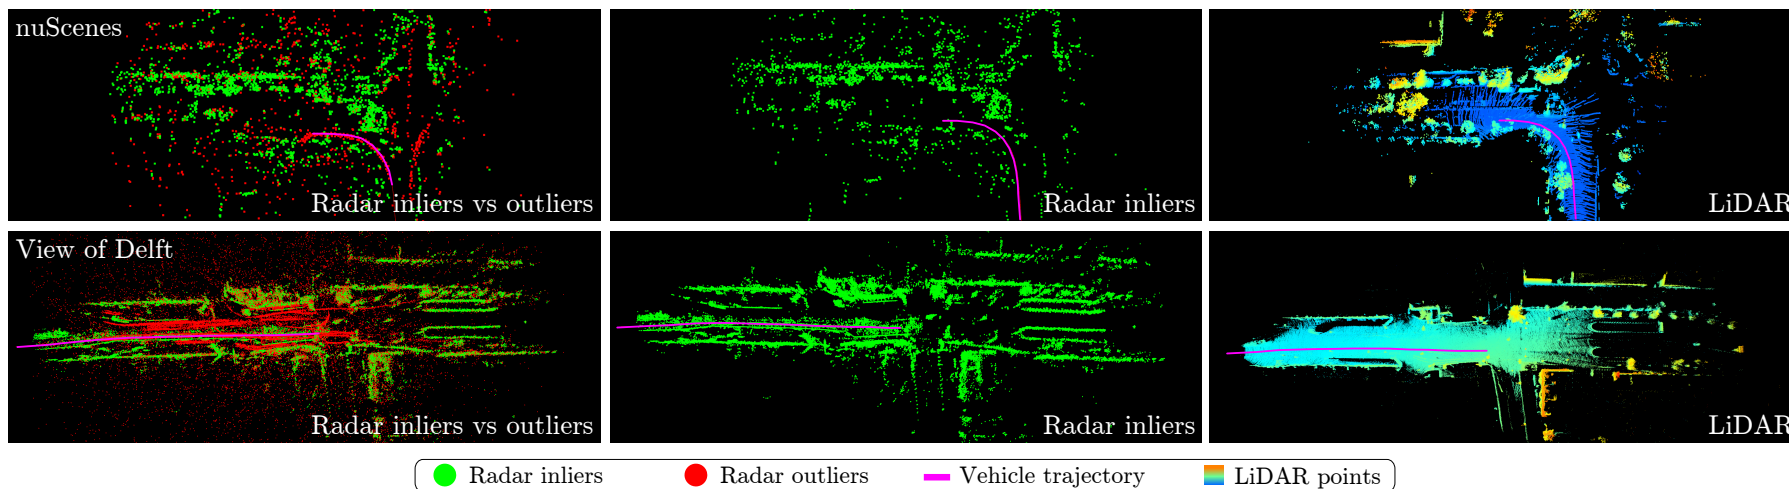 nuScenes
Radar inliers vs outliers
Radar inliers
LiDAR
View of Delft
Radar inliers vs outliers
Radar inliers
LiDAR
Radar inliers
Radar outliers
Vehicle trajectory
LiDAR points